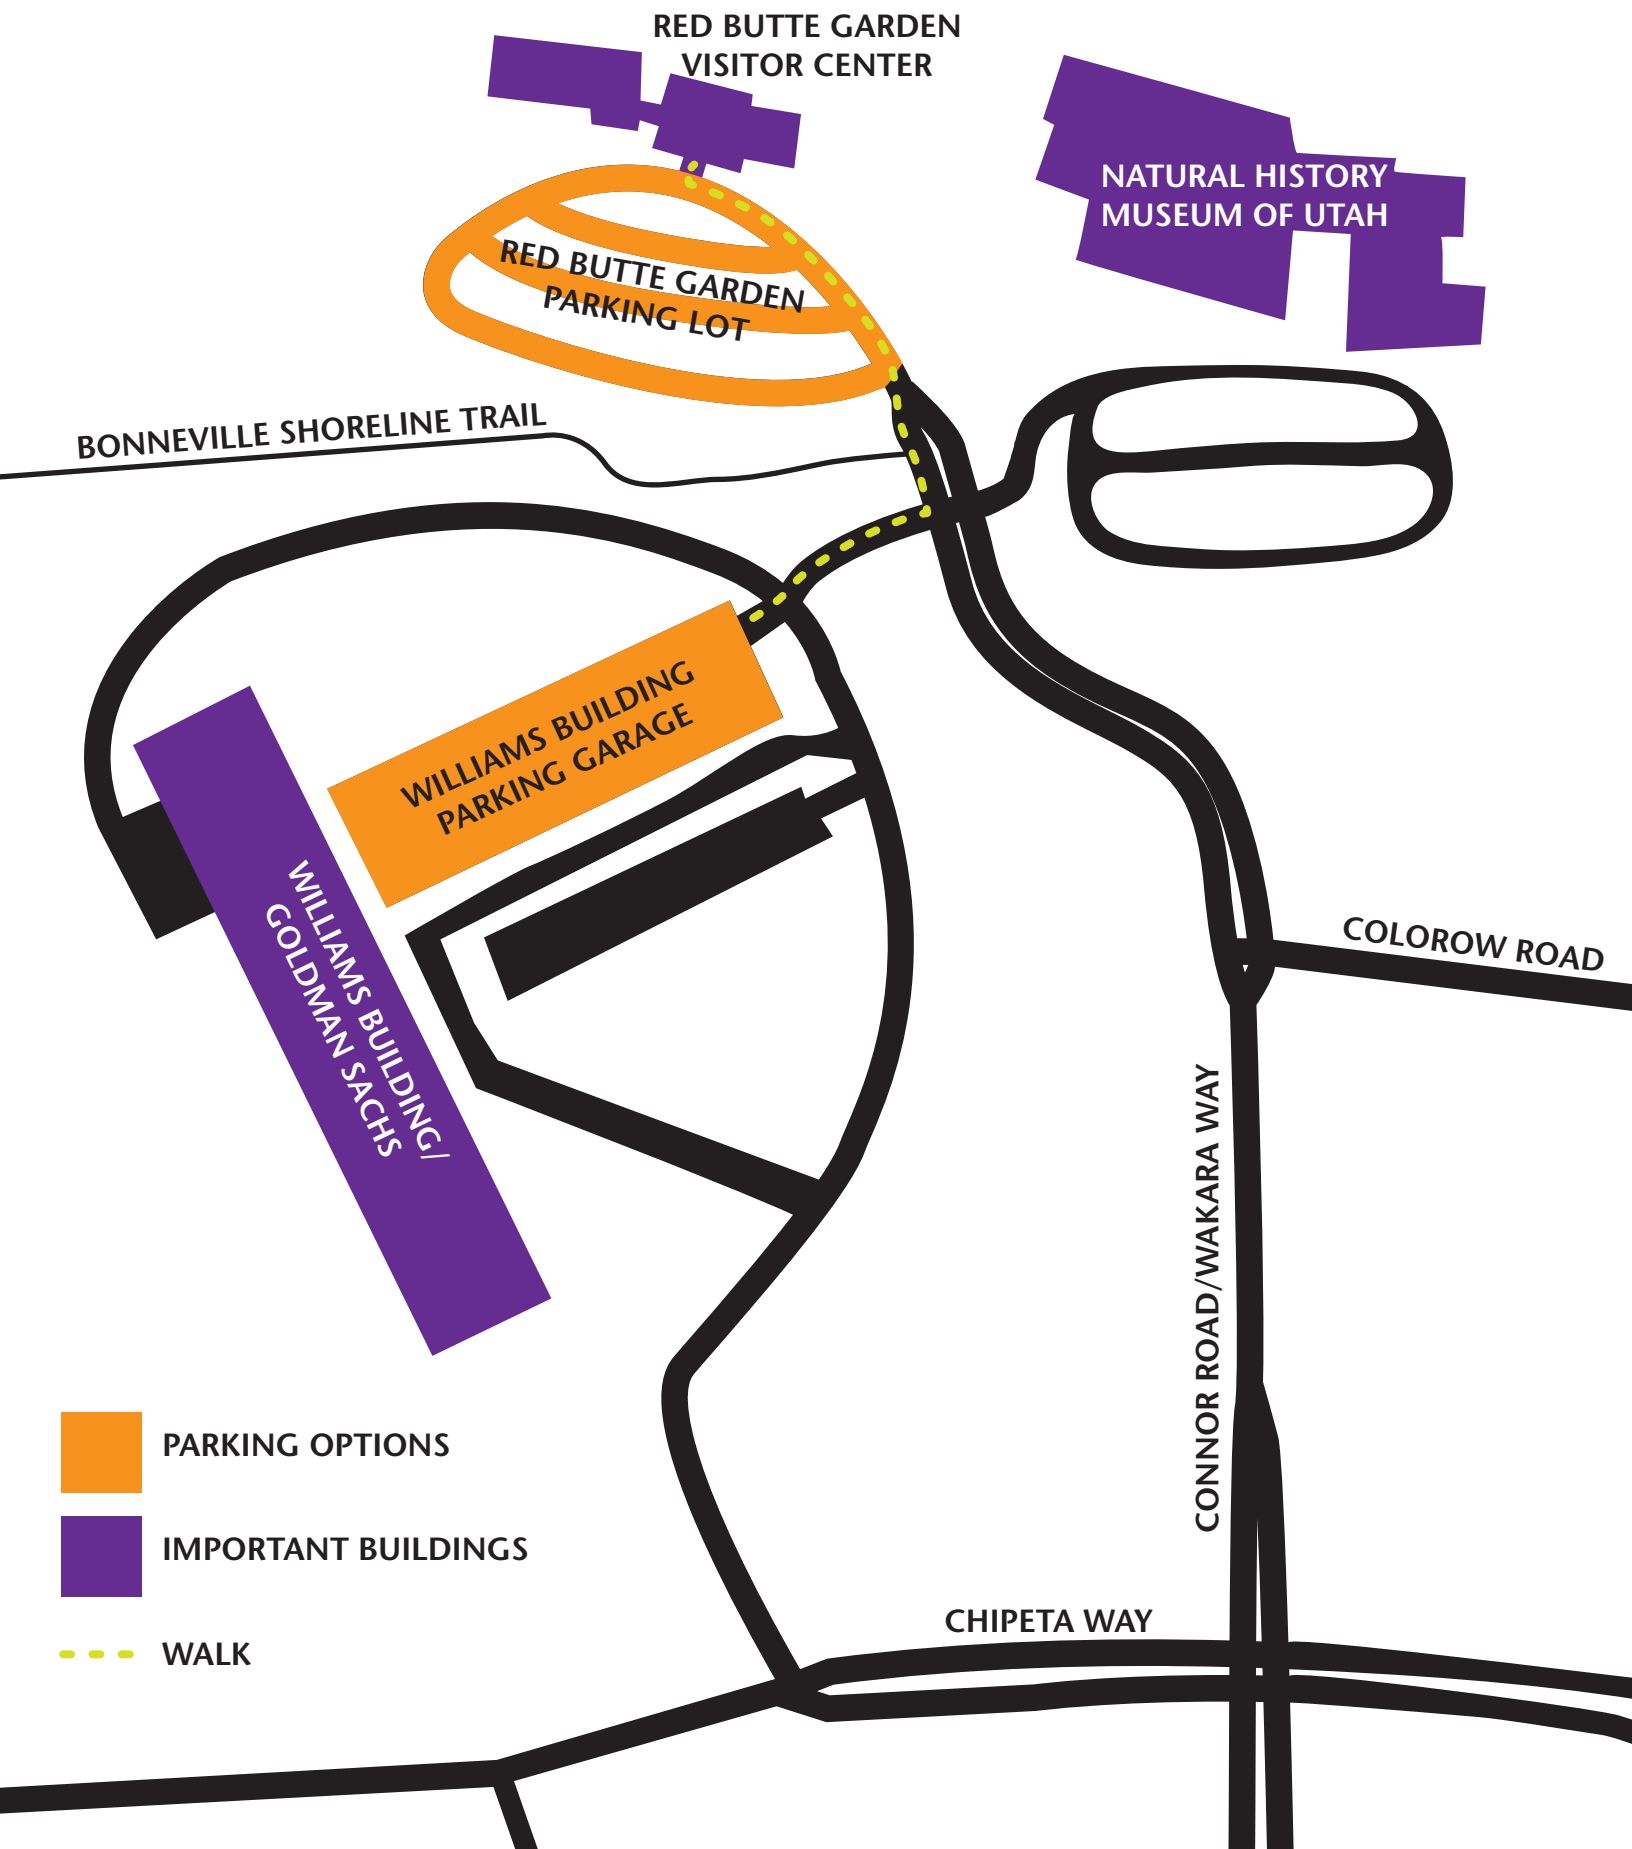 RED BUTTE GARDEN
VISITOR CENTER
NATURAL HISTORY
MUSEUM OF UTAH
RED BUTTE GARDEN
PARKING LOT
BONNEVILLE SHORELINE TRAIL
WILLIAMS BUILDING
PARKING GARAGE
WILLIAMS BUILDING/
GOLDMAN SACHS
COLOROW ROAD
CONNOR ROAD/WAKARA WAY
PARKING OPTIONS
IMPORTANT BUILDINGS
WALK
CHIPETA WAY